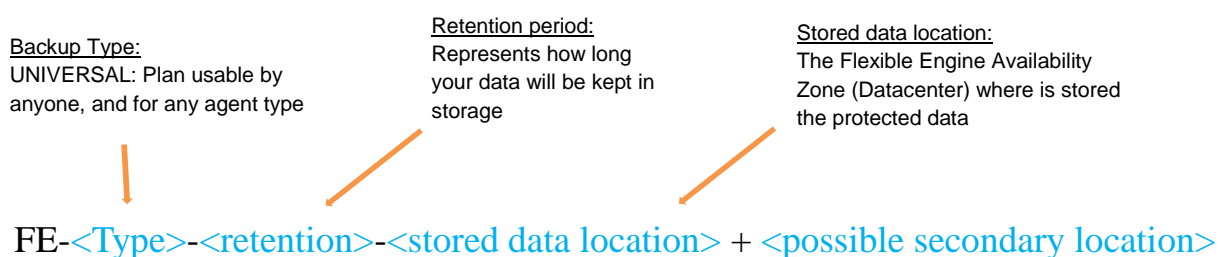 Backup Type:
UNIVERSAL: Plan usable by
anyone, and for any agent type
Retention period:
Represents how long
your data will be kept in
storage
Stored data location:
The Flexible Engine Availability
Zone (Datacenter) where is stored
the protected data
FE-<Type>-<retention>-<stored data location> + <possible secondary location>